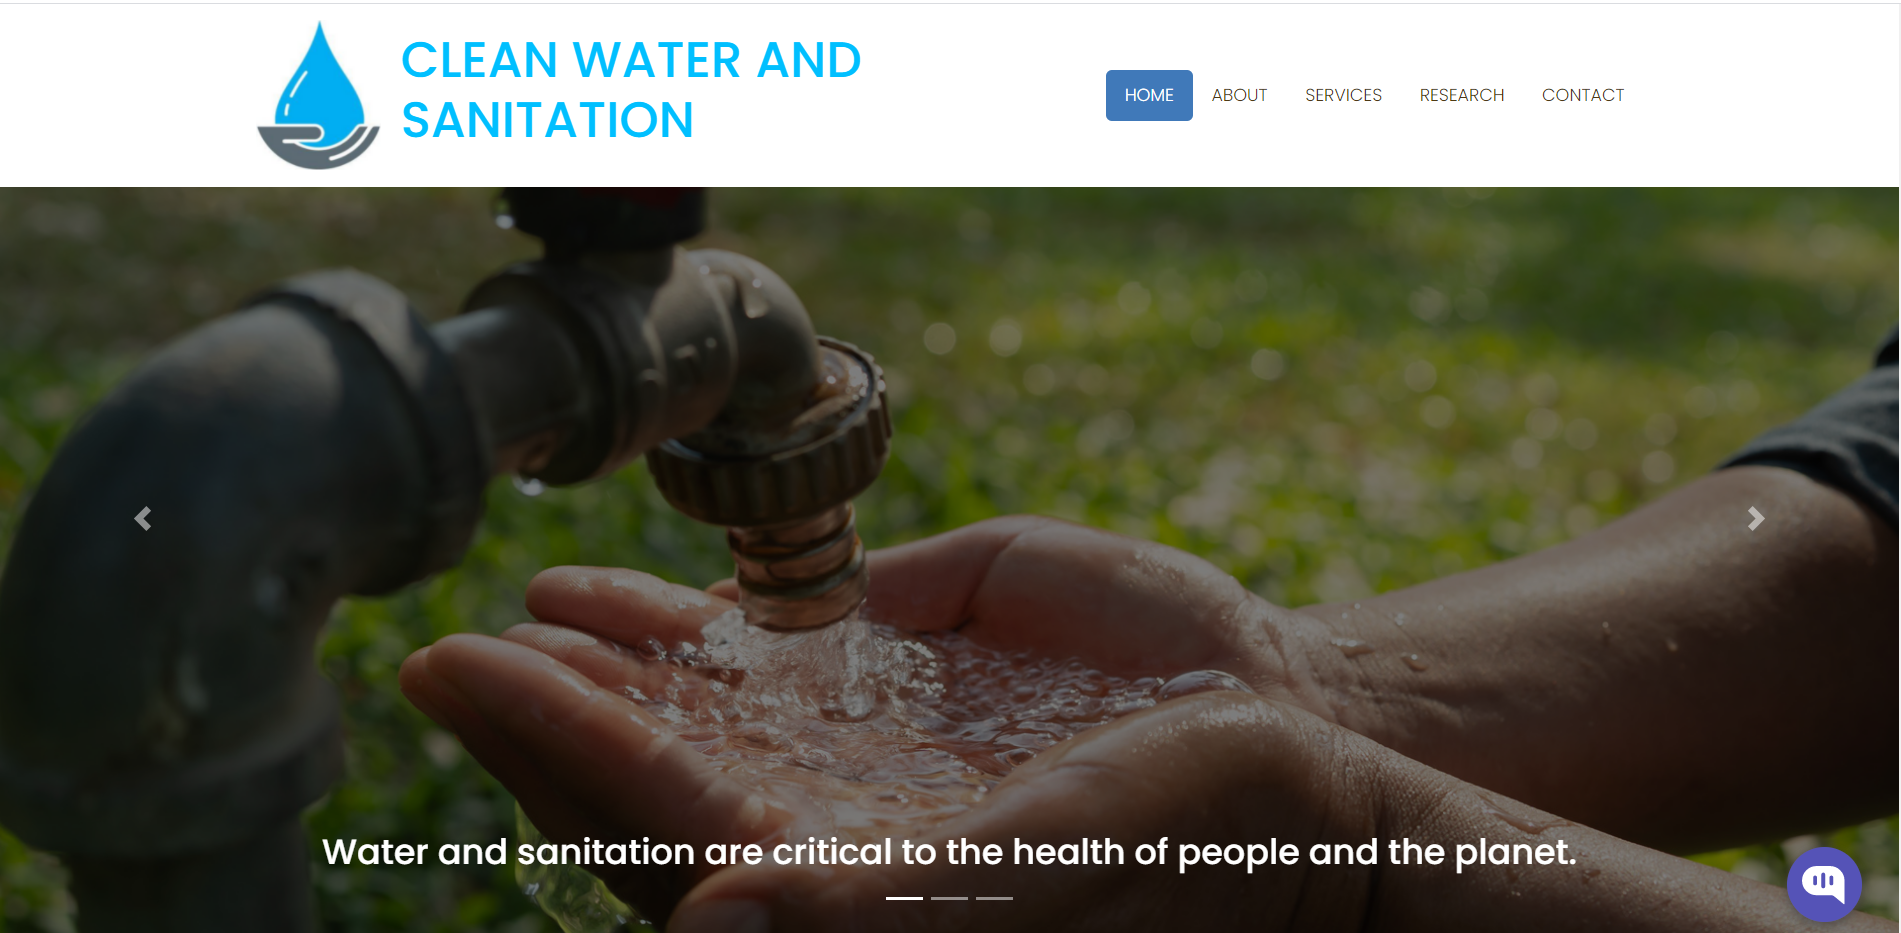 CLEAN WATER AND
SANITATION
HOME ABOUT SERVICES RESEARCH CONTACT
Water and sanitation are critical to the health of people and the planet.